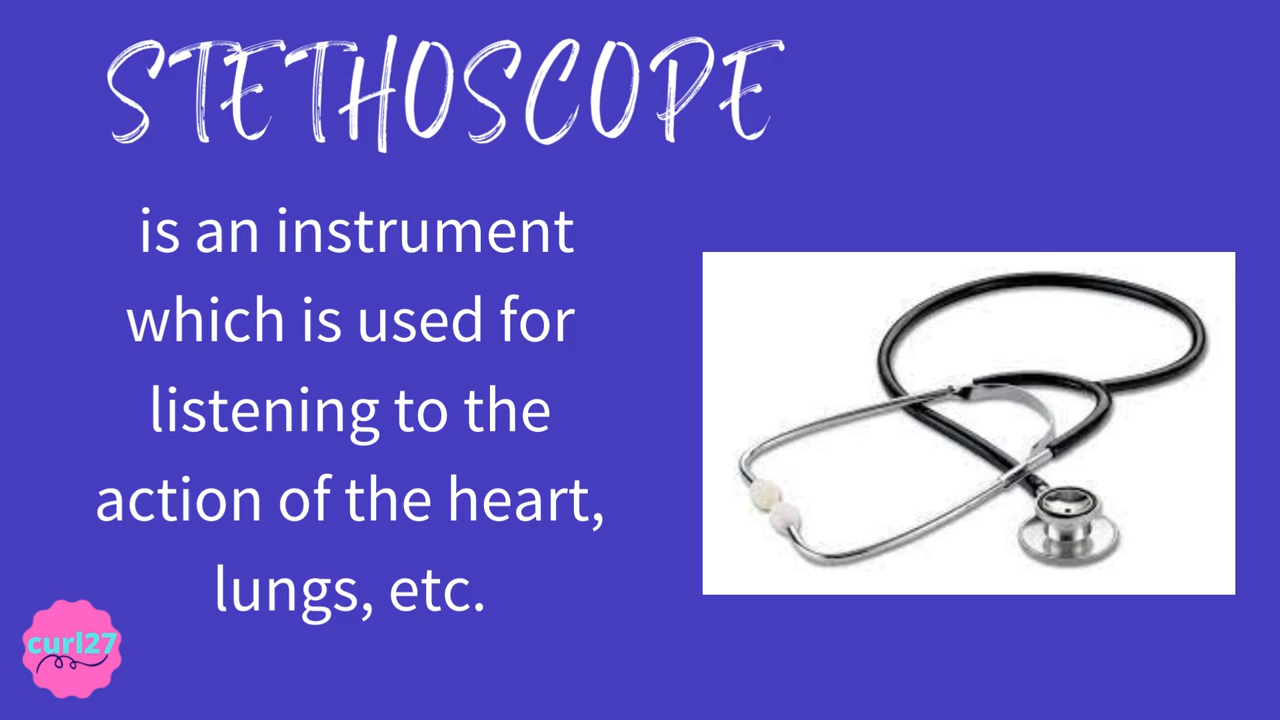 STETHOSCOPE
is an instrument
which is used for
listening to the
action of the heart,
lungs, etc.
curl27